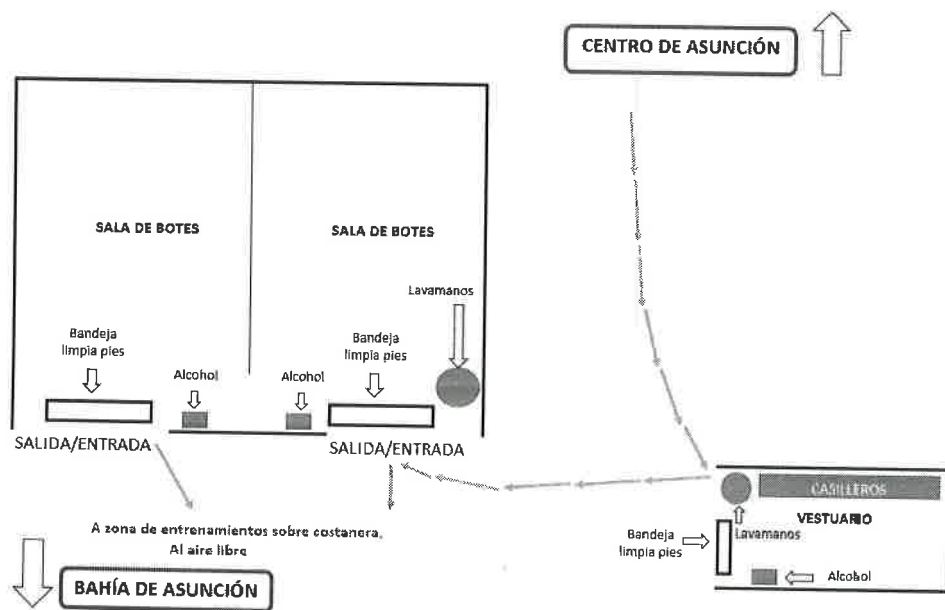 CENTRO DE ASUNCIÓN
SALA DE BOTES
SALA DE BOTES
Lavamanos
Bandeja
limpia pies
Alcohol
Alcohol
Bandeja
limpia pies
SALIDA/ENTRADA
SALIDA/ENTRADA
A zona de entrenamientos sobre costanera.
Al aire libre
BAHÍA DE ASUNCIÓN
CASILLEROS
VESTUARIO
Bandeja
limpia pies
Lavamanos
Alcohol